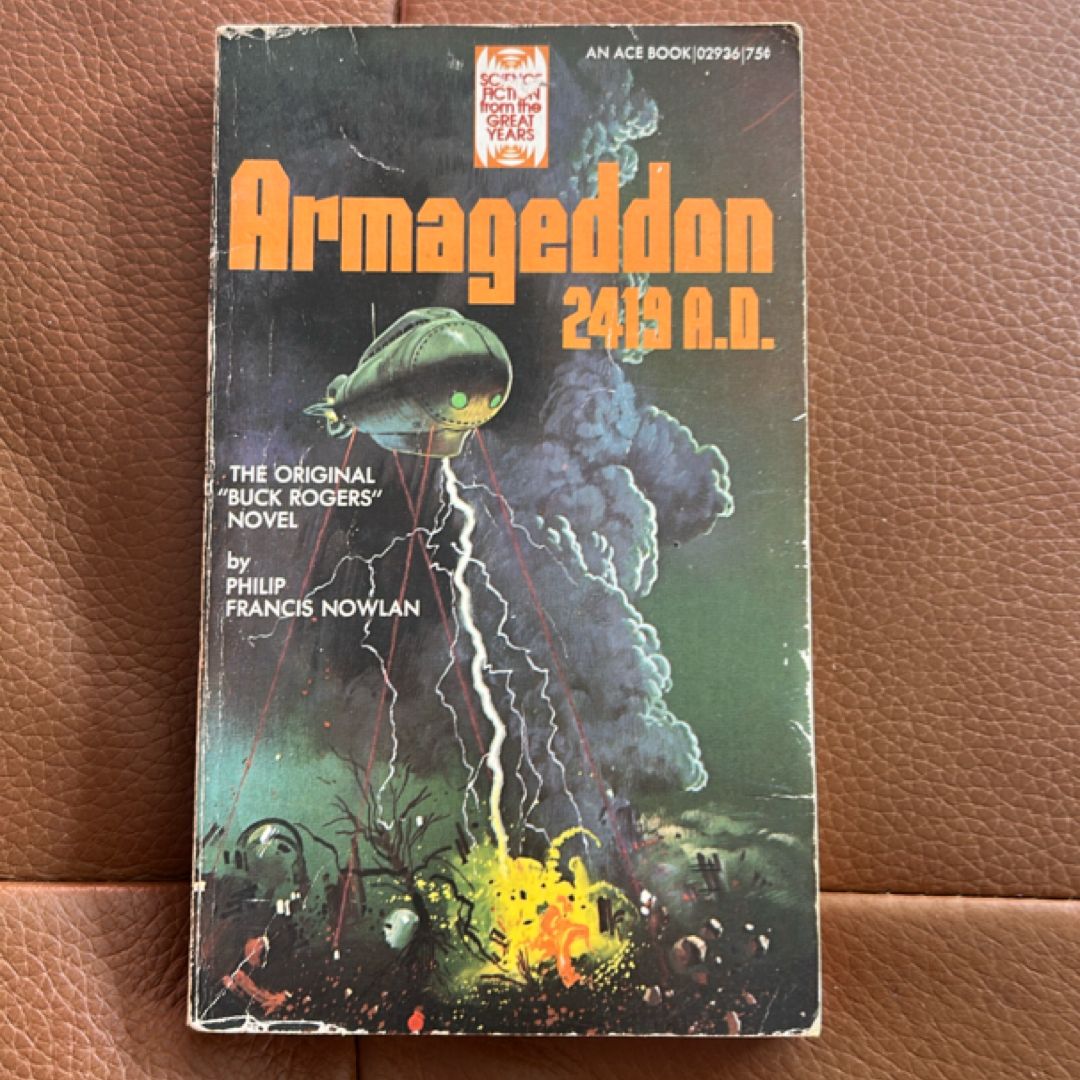 AN ACE BOOK|02936|75¢
SCIENCE
FICTION
from the
GREAT
YEARS
Armageddon
2419 A.D.
THE ORIGINAL
"BUCK ROGERS"
NOVEL
by
PHILIP
FRANCIS NOWLAN